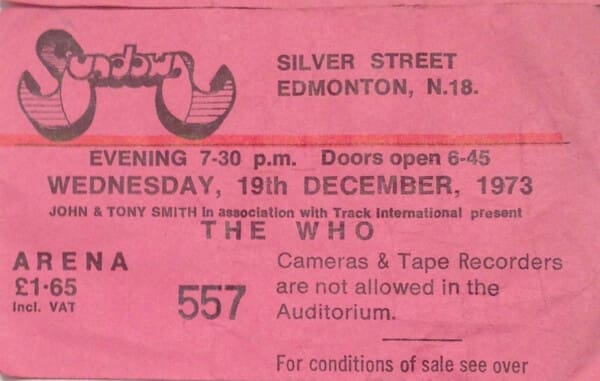 Sundown
SILVER STREET
EDMONTON, N.18.
EVENING 7-30 p.m. Doors open 6-45
WEDNESDAY, 19th DECEMBER, 1973
JOHN & TONY SMITH in association with Track International present
THE WHO
ARENA
£1·65
Incl. VAT
557
Cameras & Tape Recorders
are not allowed in the
Auditorium.
For conditions of sale see over